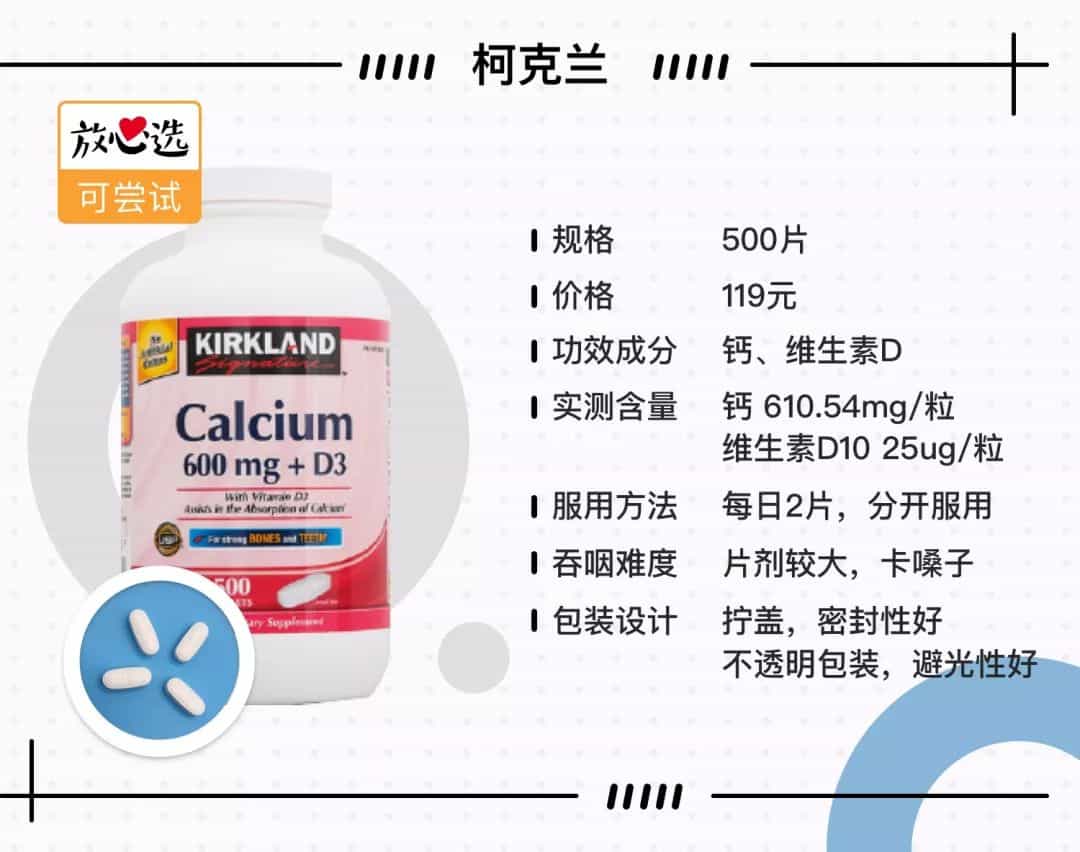 柯克兰
放心选
可尝试
规格 500片
价格 119元
功效成分 钙、维生素D
实测含量 钙 610.54mg/粒
维生素D10 25ug/粒
服用方法 每日2片，分开服用
吞咽难度 片剂较大，卡嗓子
包装设计 拧盖，密封性好
不透明包装，避光性好
No
Artificial
Colors
KIRKLAND
Signature
Calcium
600 mg + D3
With Vitamin D3
Assists in the Absorption of Calcium
USP
For strong BONES and TEETH
500